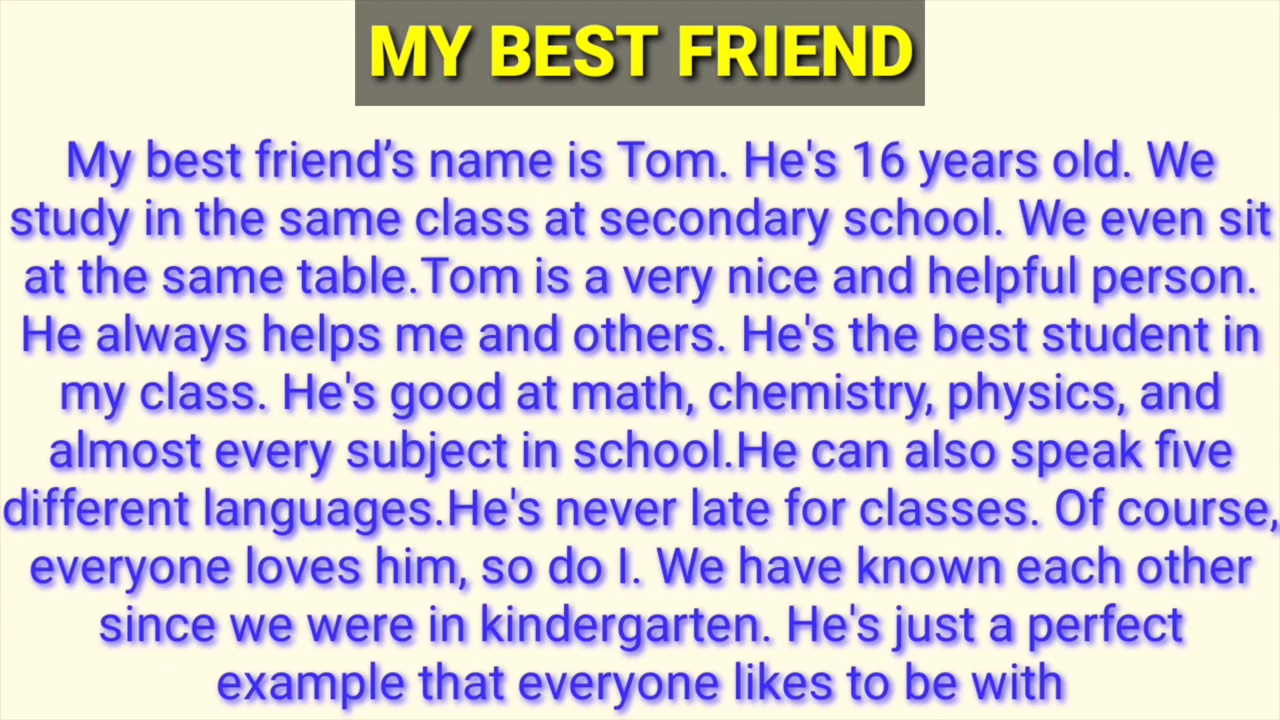 MY BEST FRIEND
My best friend’s name is Tom. He's 16 years old. We
study in the same class at secondary school. We even sit
at the same table.Tom is a very nice and helpful person.
He always helps me and others. He's the best student in
my class. He's good at math, chemistry, physics, and
almost every subject in school.He can also speak five
different languages.He's never late for classes. Of course,
everyone loves him, so do I. We have known each other
since we were in kindergarten. He's just a perfect
example that everyone likes to be with